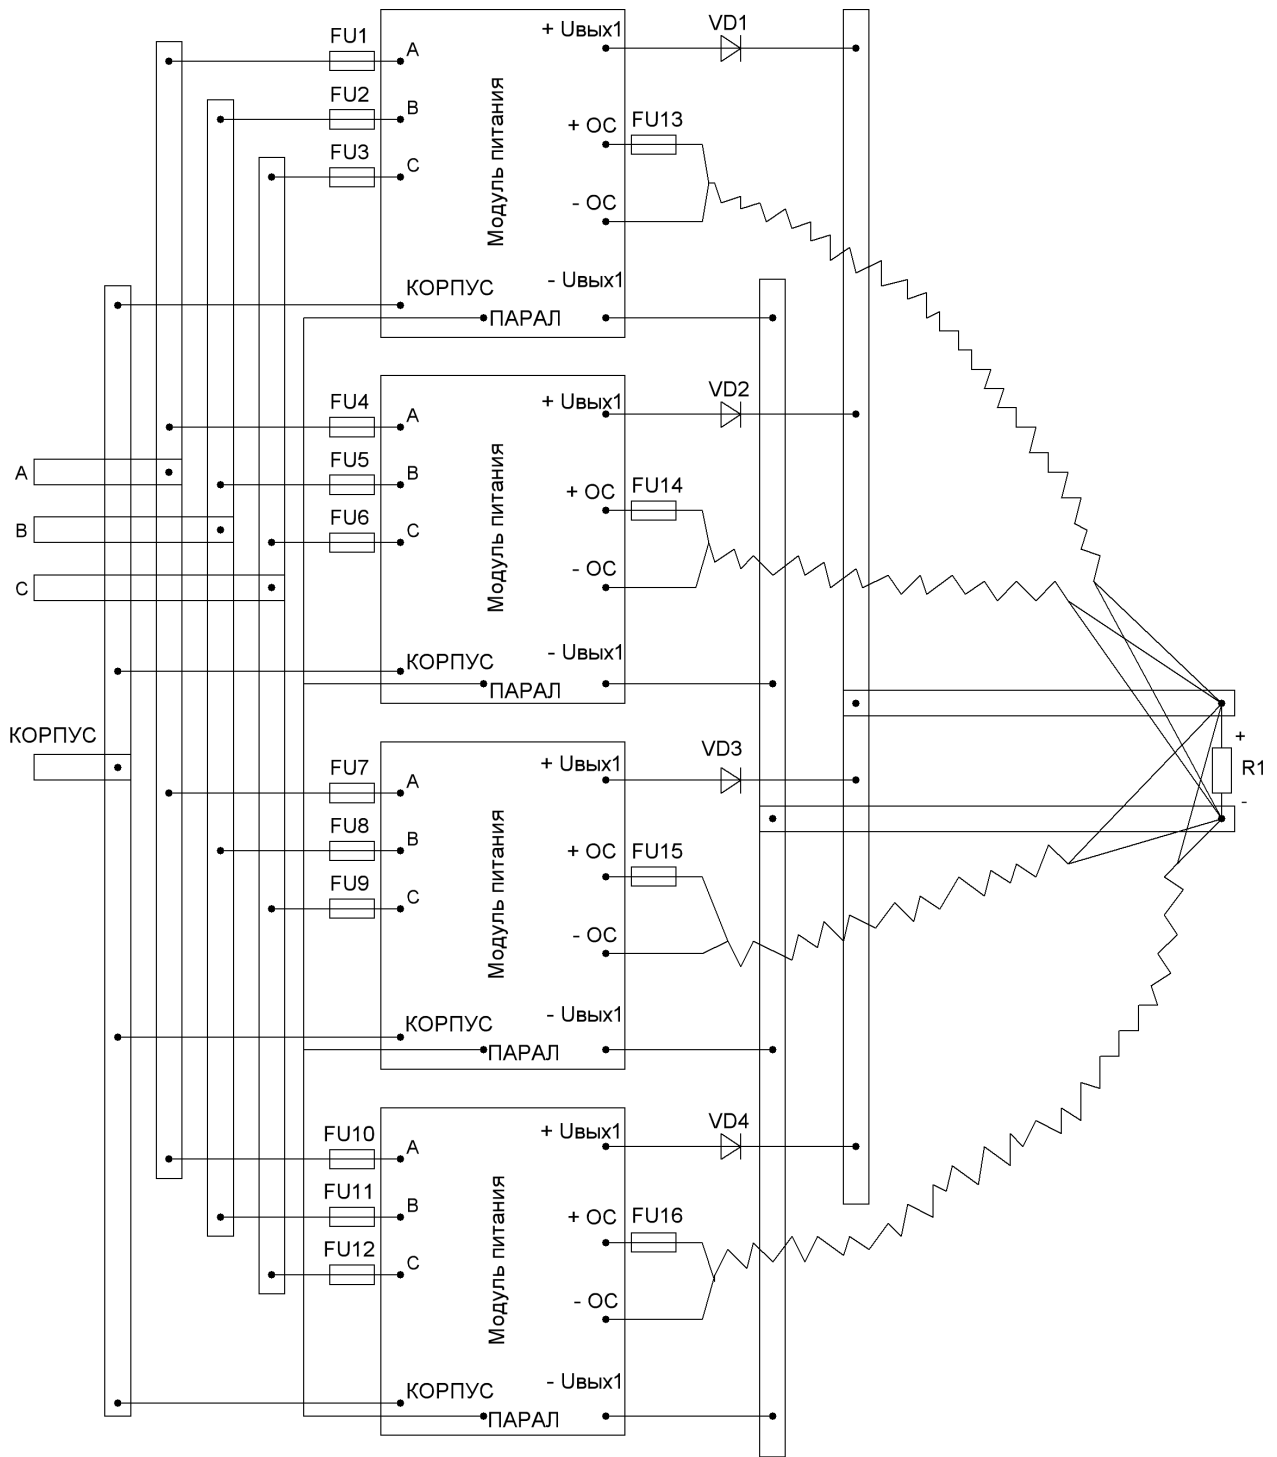 FU1
A
+ Uвых1
VD1
FU2
B
+ ОС
FU13
FU3
C
Модуль питания
- ОС
КОРПУС
- Uвых1
ПАРАЛ
FU4
A
+ Uвых1
VD2
FU5
B
+ ОС
FU14
FU6
C
Модуль питания
- ОС
КОРПУС
- Uвых1
ПАРАЛ
A
B
C
КОРПУС
FU7
A
+ Uвых1
VD3
FU8
B
+ ОС
FU15
FU9
C
Модуль питания
- ОС
КОРПУС
- Uвых1
ПАРАЛ
+
R1
-
FU10
A
+ Uвых1
VD4
FU11
B
+ ОС
FU16
FU12
C
Модуль питания
- ОС
КОРПУС
- Uвых1
ПАРАЛ